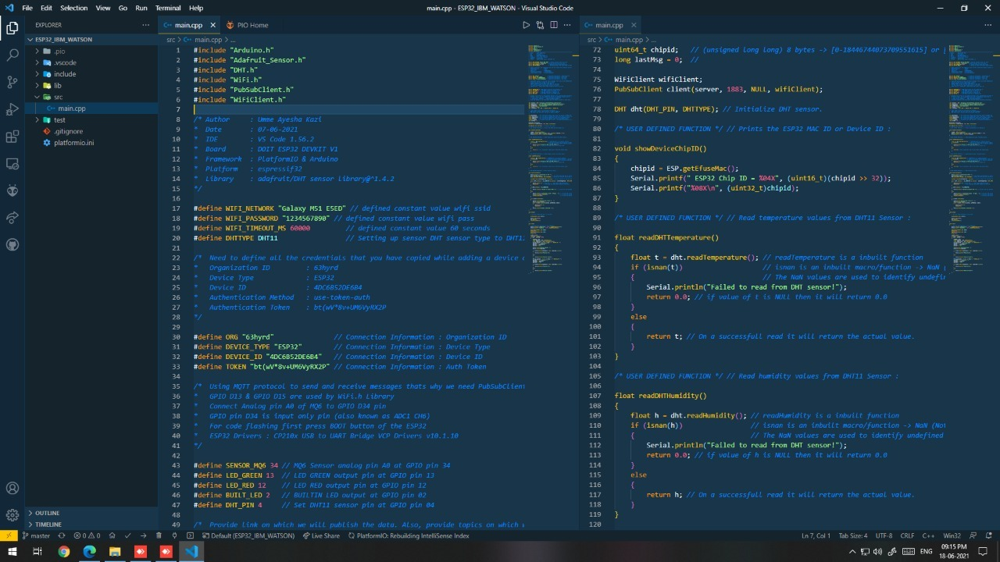 File Edit Selection View Go Run Terminal Help
main.cpp - ESP32_IBM_WATSON - Visual Studio Code
EXPLORER
ESP32_IBM_WATSON
.pio
.vscode
include
lib
src
main.cpp
test
.gitignore
platformio.ini
OUTLINE
TIMELINE
main.cpp PIO Home
src > main.cpp > ...
1 #include "Arduino.h"
2 #include "Adafruit_Sensor.h"
3 #include "DHT.h"
4 #include "WiFi.h"
5 #include "PubSubClient.h"
6 #include "WiFiClient.h"
7
8 /* Author : Umme Ayesha Kazi
9 * Date : 07-06-2021
10 * IDE : VS Code 1.56.2
11 * Board : DOIT ESP32 DEVKIT V1
12 * Framework : PlatformIO & Arduino
13 * Platform : espressif32
14 * Library : adafruit/DHT sensor library@^1.4.2
15 */
16
17 #define WIFI_NETWORK "Galaxy M51 E5ED" // defined constant value wifi ssid
18 #define WIFI_PASSWORD "1234567890" // defined constant value wifi pass
19 #define WIFI_TIMEOUT_MS 60000 // defined constant value 60 seconds
20 #define DHTTYPE DHT11 // Setting up sensor DHT sensor type to DHT11
21
22 /* Need to define all the credentials that you have copied while adding a device
23 * Organization ID : 63hyrd
24 * Device Type : ESP32
25 * Device ID : 4DC6B52DE6B4
26 * Authentication Method : use-token-auth
27 * Authentication Token : bt(wV*8v+UM6VyRX2P
28 */
29
30 #define ORG "63hyrd" // Connection Information : Organization ID
31 #define DEVICE_TYPE "ESP32" // Connection Information : Device Type
32 #define DEVICE_ID "4DC6B52DE6B4" // Connection Information : Device ID
33 #define TOKEN "bt(wV*8v+UM6VyRX2P" // Connection Information : Auth Token
34
35 /* Using MQTT protocol to send and receive messages thats why we need PubSubClient
36 * GPIO D13 & GPIO D15 are used by WiFi.h Library
37 * Connect Analog pin A0 of MQ6 to GPIO D34 pin
38 * GPIO pin D34 is input only pin (also known as ADC1 CH6)
39 * For code flashing first press BOOT button of the ESP32
40 * ESP32 Drivers : CP210x USB to UART Bridge VCP Drivers v10.1.10
41 */
42
43 #define SENSOR_MQ6 34 // MQ6 Sensor analog pin A0 at GPIO pin 34
44 #define LED_GREEN 13 // LED GREEN output pin at GPIO pin 13
45 #define LED_RED 12 // LED RED output pin at GPIO pin 12
46 #define BUILT_LED 2 // BUILTIN LED output at GPIO pin 02
47 #define DHT_PIN 4 // Set DHT11 sensor pin at GPIO pin 04
48
49 /* Provide link on which we will publish the data. Also, provide topics on which
main.cpp
src > main.cpp > ...
72 uint64_t chipid; // (unsigned long long) 8 bytes -> [0-18446744073709551615] or
73 long lastMsg = 0; //
74
75 WiFiClient wifiClient;
76 PubSubClient client(server, 1883, NULL, wifiClient);
77
78 DHT dht(DHT_PIN, DHTTYPE); // Initialize DHT sensor.
79
80 /* USER DEFINED FUNCTION */ // Prints the ESP32 MAC IO or Device ID
81
82 void showDeviceChipID()
83 {
84 chipid = ESP.getEfuseMac();
85 Serial.printf(" ESP32 Chip ID = %04X", (uint16_t)(chipid >> 32));
86 Serial.printf("%08X\n", (uint32_t)chipid);
87 }
88
89 /* USER DEFINED FUNCTION */ // Read temperature values from DHT11 sensor :
90
91 float readDHTTemperature()
92 {
93 float t = dht.readTemperature(); // readTemperature is a inbuilt function
94 if (isnan(t)) // isnan is an inbuilt macro/function -> NaN
95 { // The NaN values are used to identify undefin
96 Serial.println("Failed to read from DHT sensor!");
97 return 0.0; // if value of t is NULL then it will return 0.0
98 }
99 else
100 {
101 return t; // On a successfull read it will return the actual value.
102 }
103 }
104
105 /* USER DEFINED FUNCTION */ // Read humidity values from DHT11 Sensor :
106
107 float readDHTHumidity()
108 {
109 float h = dht.readHumidity(); // readHumidity is a inbuilt function
110 if (isnan(h)) // isnan is an inbuilt macro/function -> NaN (Not
111 { // The NaN values are used to identify undefined
112 Serial.println("Failed to read from DHT sensor!");
113 return 0.0; // if value of h is NULL then it will return 0.0
114 }
115 else
116 {
117 return h; // On a successfull read it will return the actual value.
118 }
119 }
120
master 0 0 Default (ESP32_IBM_WATSON) Live Share PlatformIO: Rebuilding IntelliSense Index Ln 7, Col 1 Tab Size: 4 UTF-8 CRLF C++ Win32
ENG 09:15 PM
18-06-2021